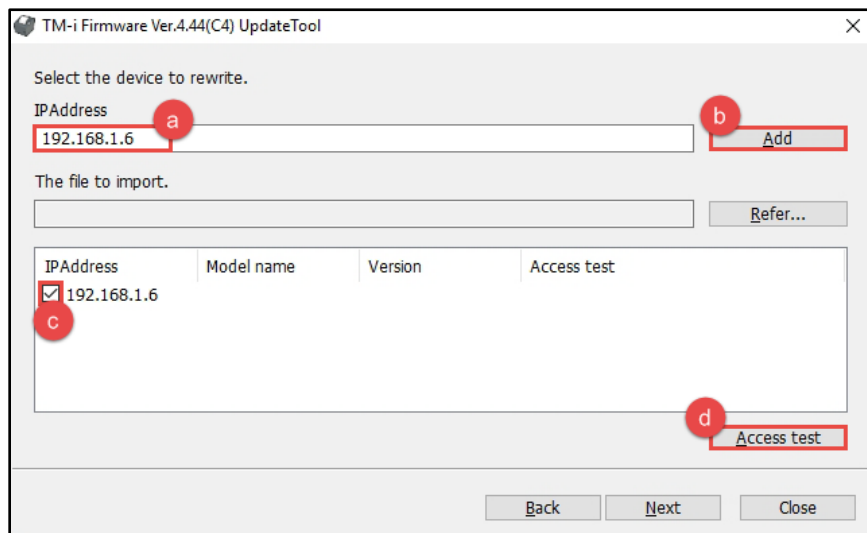 TM-i Firmware Ver.4.44(C4) UpdateTool
Select the device to rewrite.
IPAddress
a
b
192.168.1.6
Add
The file to import.
Refer...
IPAddress Model name Version Access test
192.168.1.6
c
d
Access test
Back Next Close